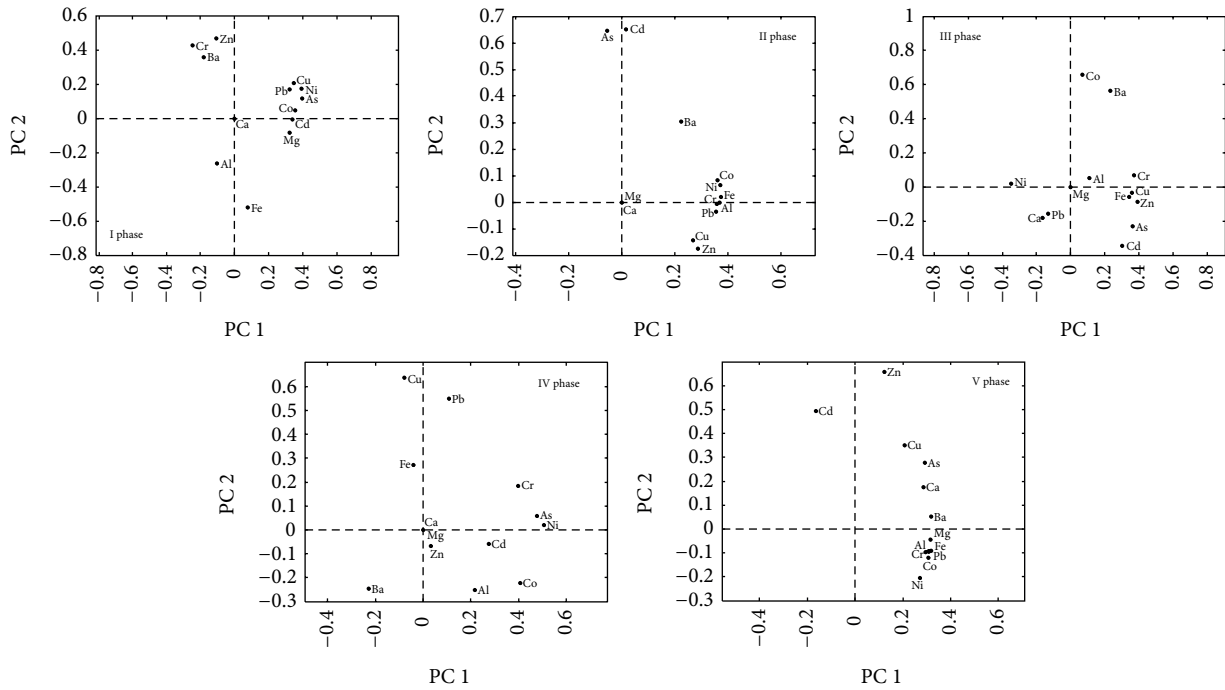 0.6
0.4
0.2
0
−0.2
−0.4
−0.6
−0.8
PC 2
Zn
Cr
Ba
Cu
Pb
Ni
As
Co
Ca
Cd
Mg
Al
Fe
I phase
−0.8
−0.6
−0.4
−0.2
0
0.2
0.4
0.6
0.8
PC 1
0.7
0.6
0.5
0.4
0.3
0.2
0.1
0
−0.1
−0.2
PC 2
As
Cd
II phase
Ba
Co
Ni
Mg
Fe
Cr
Ca
Al
Pb
Cu
Zn
−0.4
−0.2
0
0.2
0.4
0.6
PC 1
1
0.8
0.6
0.4
0.2
0
−0.2
−0.4
PC 2
III phase
Co
Ba
Ni
Al
Cr
Mg
Cu
Fe
Zn
Ca
Pb
As
Cd
−0.8
−0.6
−0.4
−0.2
0
0.2
0.4
0.6
0.8
PC 1
0.6
0.5
0.4
0.3
0.2
0.1
0
−0.1
−0.2
−0.3
PC 2
Cu
IV phase
Pb
Fe
Cr
As
Ca
Ni
Mg
Cd
Zn
Ba
Al
Co
−0.4
−0.2
0
0.2
0.4
0.6
PC 1
0.6
0.5
0.4
0.3
0.2
0.1
0
−0.1
−0.2
−0.3
PC 2
Zn
V phase
Cd
Cu
As
Ca
Ba
Mg
Al
Fe
Cr
Pb
Co
Ni
−0.4
−0.2
0
0.2
0.4
0.6
PC 1